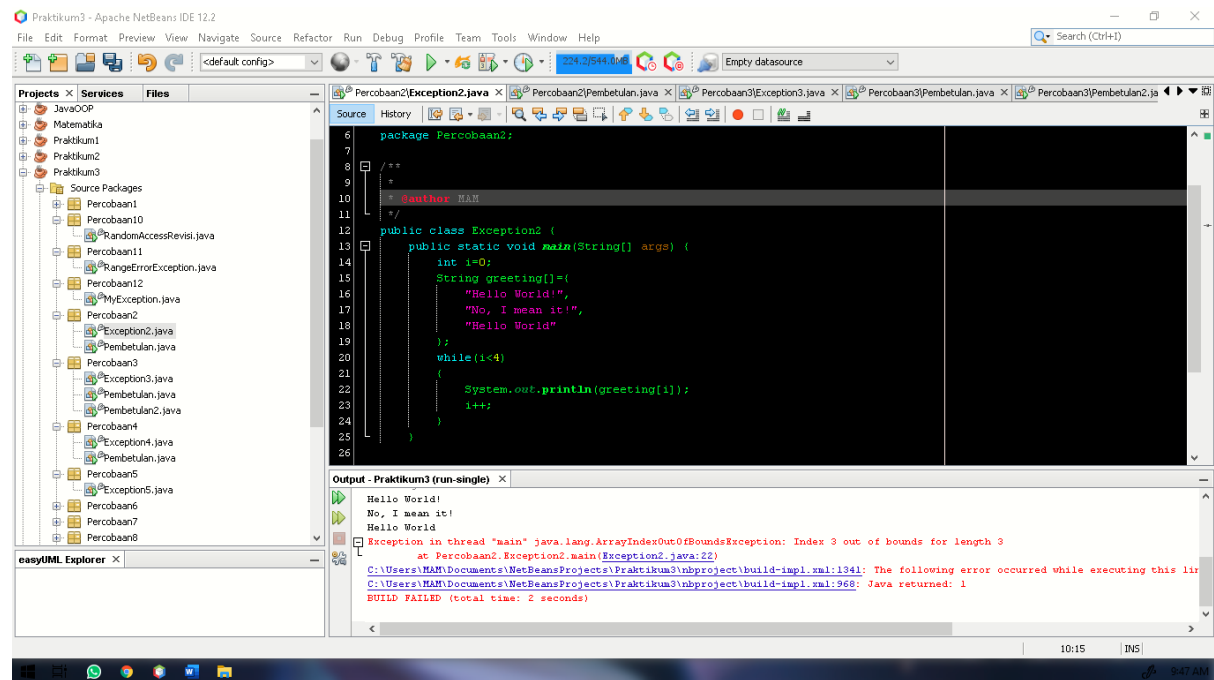 Praktikum3 - Apache NetBeans IDE 12.2
File Edit Format Preview View Navigate Source Refactor Run Debug Profile Team Tools Window Help
Search (Ctrl+I)
<default config>
224.2/544.0MB
Empty datasource
Projects × Services Files
JavaOOP
Matematika
Praktikum1
Praktikum2
Praktikum3
Source Packages
Percobaan1
Percobaan10
RandomAccessRevisi.java
Percobaan11
RangeErrorException.java
Percobaan12
MyException.java
Percobaan2
Exception2.java
Pembetulan.java
Percobaan3
Exception3.java
Pembetulan.java
Pembetulan2.java
Percobaan4
Exception4.java
Pembetulan.java
Percobaan5
Exception5.java
Percobaan6
Percobaan7
Percobaan8
easyUML Explorer ×
Percobaan2\Exception2.java × Percobaan2\Pembetulan.java × Percobaan3\Exception3.java × Percobaan3\Pembetulan.java × Percobaan3\Pembetulan2.ja
Source History
6 package Percobaan2;
7
8 /**
9 *
10 * @author MAM
11 */
12 public class Exception2 {
13 public static void main(String[] args) {
14 int i=0;
15 String greeting[]={
16 "Hello World!",
17 "No, I mean it!",
18 "Hello World"
19 };
20 while(i<4)
21 {
22 System.out.println(greeting[i]);
23 i++;
24 }
25 }
26
Output - Praktikum3 (run-single) ×
Hello World!
No, I mean it!
Hello World
Exception in thread "main" java.lang.ArrayIndexOutOfBoundsException: Index 3 out of bounds for length 3
at Percobaan2.Exception2.main(Exception2.java:22)
C:\Users\MAM\Documents\NetBeansProjects\Praktikum3\nbproject\build-impl.xml:1341: The following error occurred while executing this lin
C:\Users\MAM\Documents\NetBeansProjects\Praktikum3\nbproject\build-impl.xml:968: Java returned: 1
BUILD FAILED (total time: 2 seconds)
10:15 INS
9:47 AM